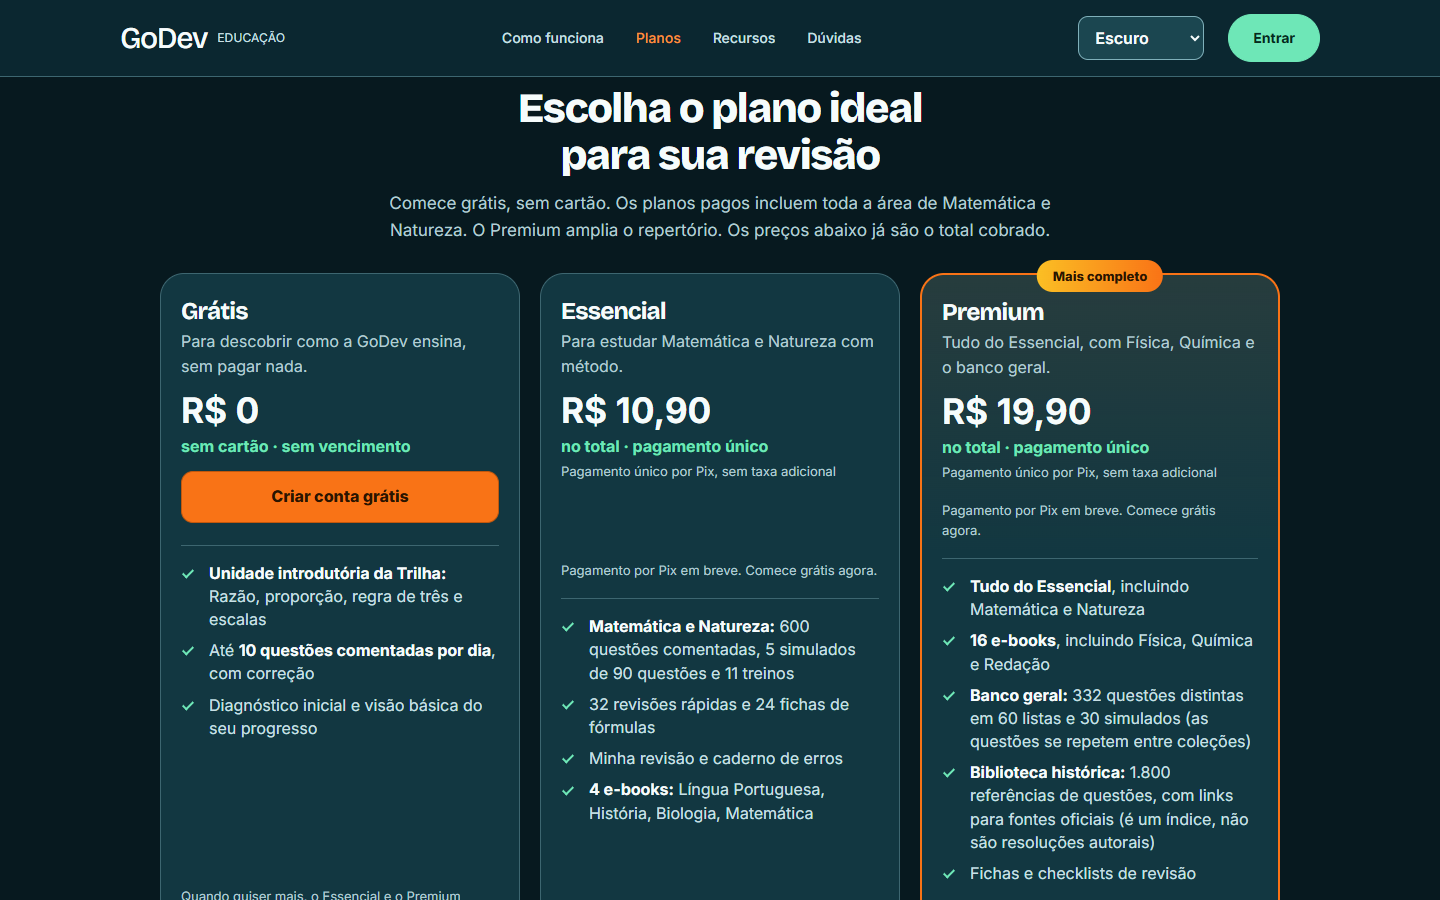 GoDev EDUCAÇÃO
Como funciona
Planos
Recursos
Dúvidas
Escuro
Entrar
Escolha o plano ideal
para sua revisão
Comece grátis, sem cartão. Os planos pagos incluem toda a área de Matemática e
Natureza. O Premium amplia o repertório. Os preços abaixo já são o total cobrado.
Grátis
Para descobrir como a GoDev ensina,
sem pagar nada.
R$ 0
sem cartão · sem vencimento
Criar conta grátis
Unidade introdutória da Trilha:
Razão, proporção, regra de três e
escalas
Até 10 questões comentadas por dia,
com correção
Diagnóstico inicial e visão básica do
seu progresso
Quando quiser mais, o Essencial e o Premium
Essencial
Para estudar Matemática e Natureza com
método.
R$ 10,90
no total · pagamento único
Pagamento único por Pix, sem taxa adicional
Pagamento por Pix em breve. Comece grátis agora.
Matemática e Natureza: 600
questões comentadas, 5 simulados
de 90 questões e 11 treinos
32 revisões rápidas e 24 fichas de
fórmulas
Minha revisão e caderno de erros
4 e-books: Língua Portuguesa,
História, Biologia, Matemática
Mais completo
Premium
Tudo do Essencial, com Física, Química e
o banco geral.
R$ 19,90
no total · pagamento único
Pagamento único por Pix, sem taxa adicional
Pagamento por Pix em breve. Comece grátis
agora.
Tudo do Essencial, incluindo
Matemática e Natureza
16 e-books, incluindo Física, Química
e Redação
Banco geral: 332 questões distintas
em 60 listas e 30 simulados (as
questões se repetem entre coleções)
Biblioteca histórica: 1.800
referências de questões, com links
para fontes oficiais (é um índice, não
são resoluções autorais)
Fichas e checklists de revisão